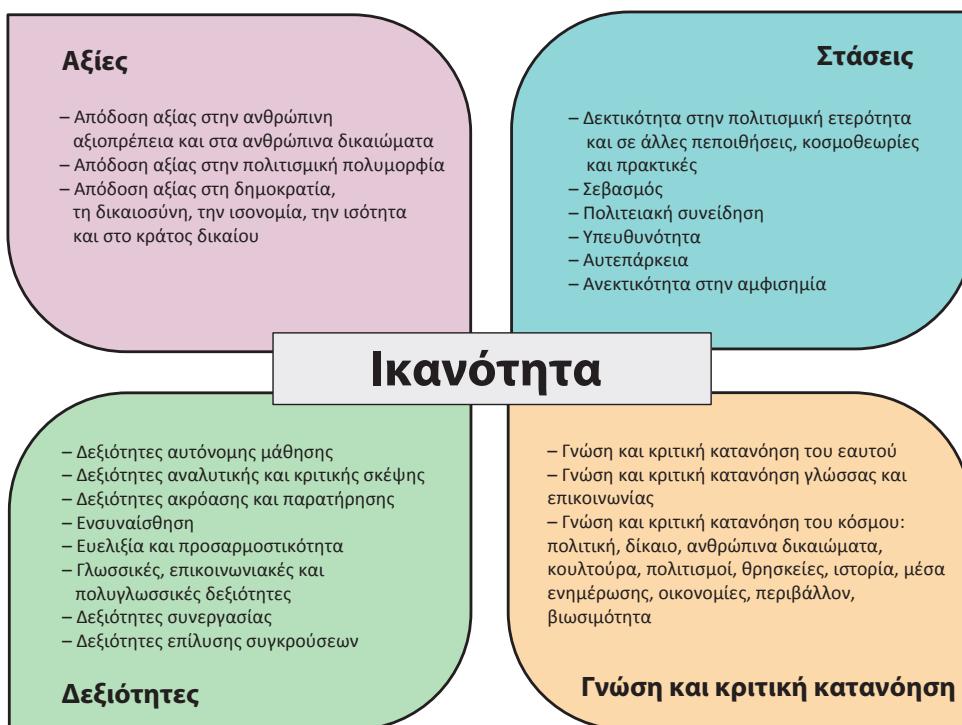 Αξίες
– Απόδοση αξίας στην ανθρώπινη
αξιοπρέπεια και στα ανθρώπινα δικαιώματα
– Απόδοση αξίας στην πολιτισμική πολυμορφία
– Απόδοση αξίας στη δημοκρατία,
τη δικαιοσύνη, την ισονομία, την ισότητα
και στο κράτος δικαίου
Στάσεις
– Δεκτικότητα στην πολιτισμική ετερότητα
και σε άλλες πεποιθήσεις, κοσμοθεωρίες
και πρακτικές
– Σεβασμός
– Πολιτειακή συνείδηση
– Υπευθυνότητα
– Αυτεπάρκεια
– Ανεκτικότητα στην αμφισημία
Ικανότητα
– Δεξιότητες αυτόνομης μάθησης
– Δεξιότητες αναλυτικής και κριτικής σκέψης
– Δεξιότητες ακρόασης και παρατήρησης
– Ενσυναίσθηση
– Ευελιξία και προσαρμοστικότητα
– Γλωσσικές, επικοινωνιακές και
πολυγλωσσικές δεξιότητες
– Δεξιότητες συνεργασίας
– Δεξιότητες επίλυσης συγκρούσεων
Δεξιότητες
– Γνώση και κριτική κατανόηση του εαυτού
– Γνώση και κριτική κατανόηση γλώσσας και
επικοινωνίας
– Γνώση και κριτική κατανόηση του κόσμου:
πολιτική, δίκαιο, ανθρώπινα δικαιώματα,
κουλτούρα, πολιτισμοί, θρησκείες, ιστορία, μέσα
ενημέρωσης, οικονομίες, περιβάλλον,
βιωσιμότητα
Γνώση και κριτική κατανόηση